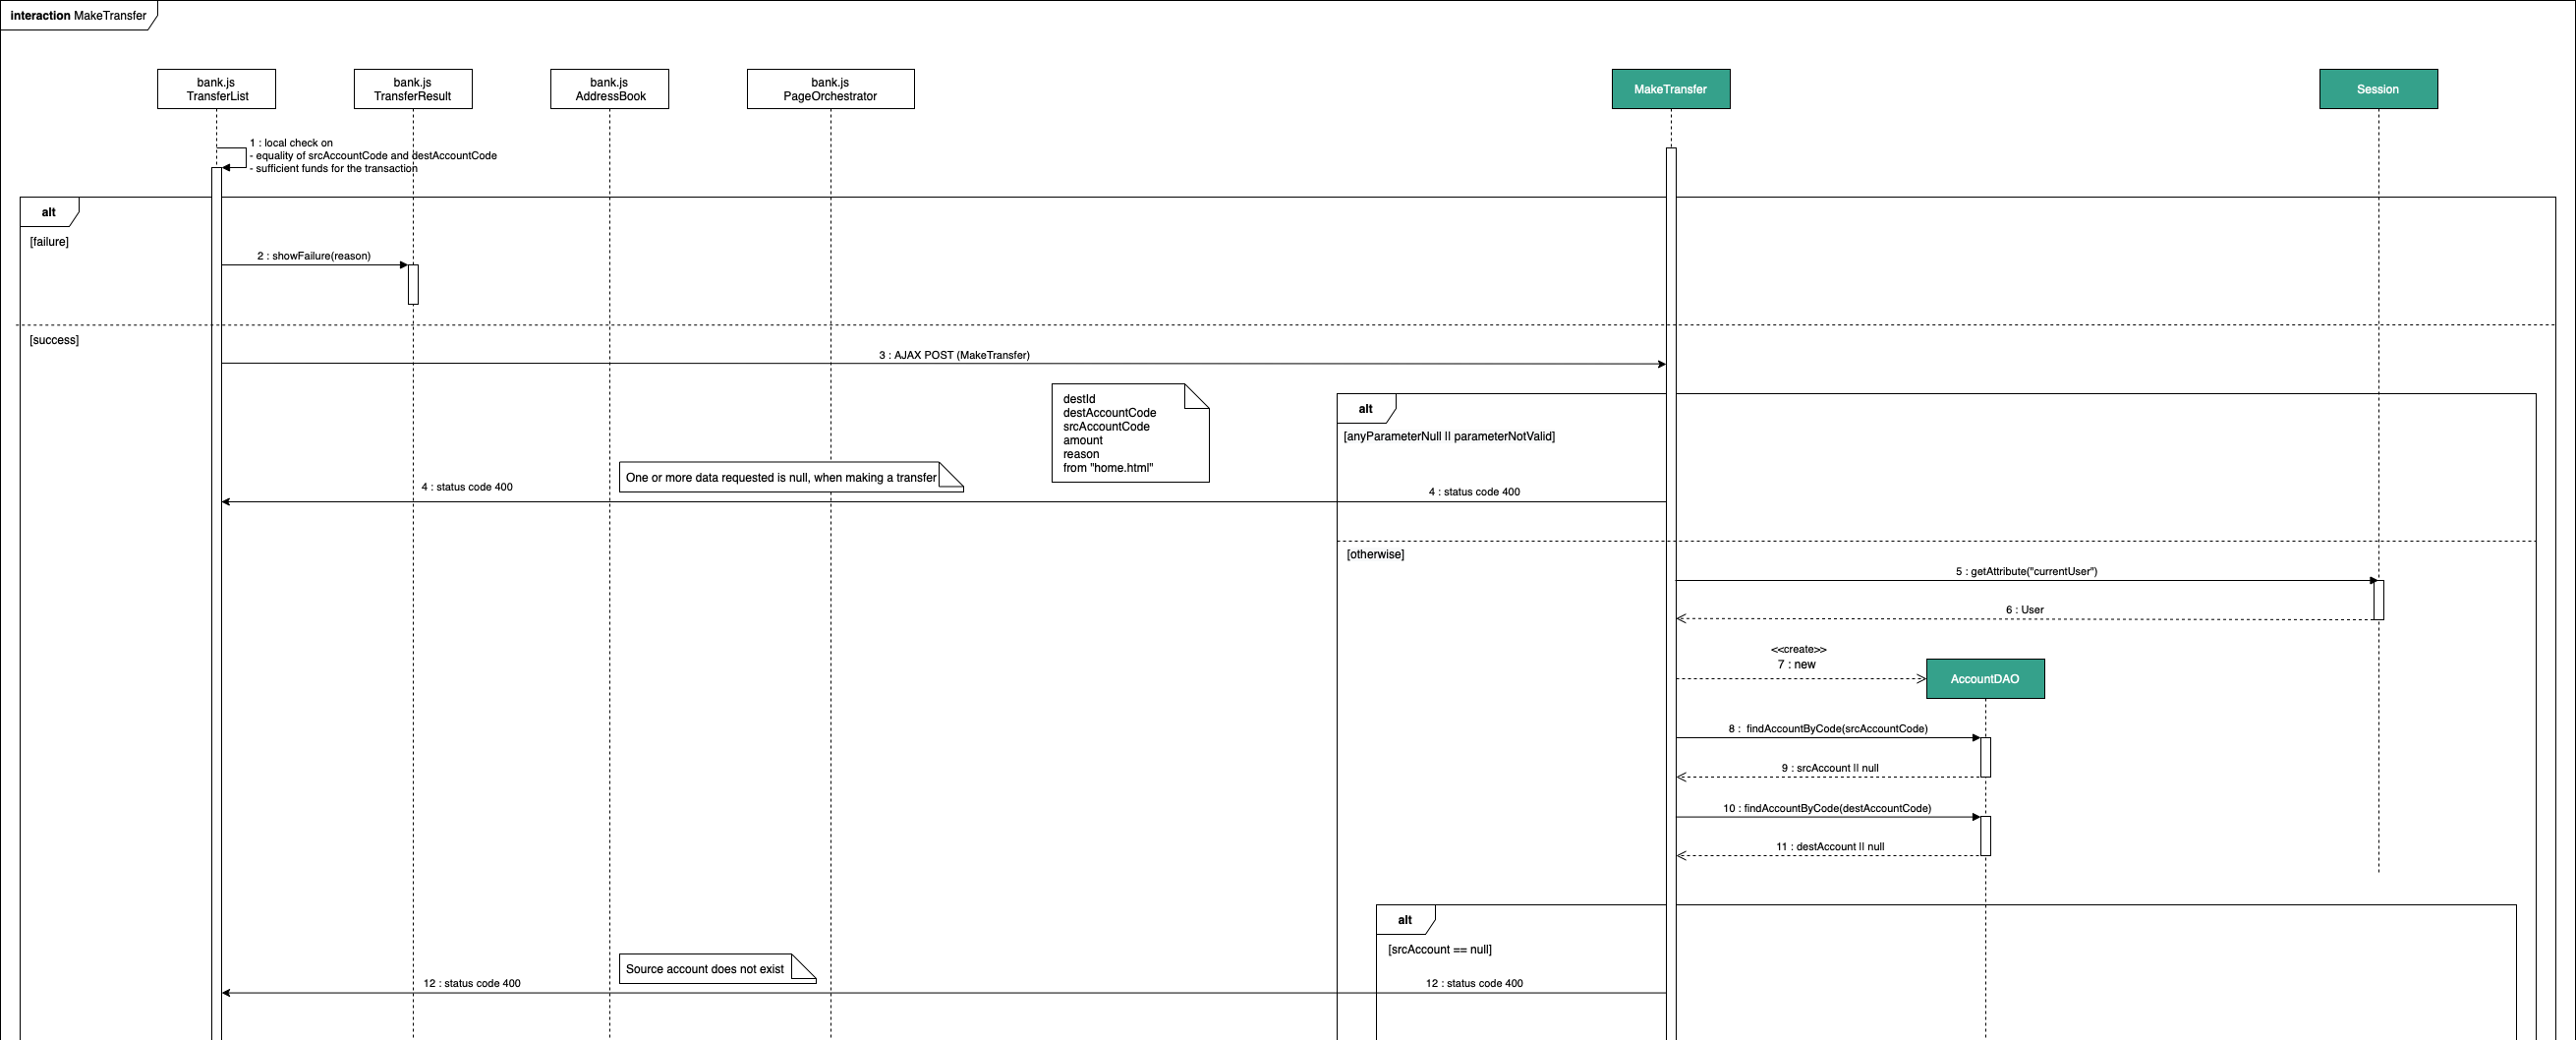 interaction MakeTransfer
bank.js
TransferList
bank.js
TransferResult
bank.js
AddressBook
bank.js
PageOrchestrator
MakeTransfer
Session
1 : local check on
- equality of srcAccountCode and destAccountCode
- sufficient funds for the transaction
alt
[failure]
2 : showFailure(reason)
[success]
3 : AJAX POST (MakeTransfer)
destId
destAccountCode
srcAccountCode
amount
reason
from "home.html"
alt
[anyParameterNull || parameterNotValid]
One or more data requested is null, when making a transfer
4 : status code 400
4 : status code 400
[otherwise]
5 : getAttribute("currentUser")
6 : User
<<create>>
7 : new
AccountDAO
8 :  findAccountByCode(srcAccountCode)
9 : srcAccount || null
10 : findAccountByCode(destAccountCode)
11 : destAccount || null
alt
[srcAccount == null]
Source account does not exist
12 : status code 400
12 : status code 400